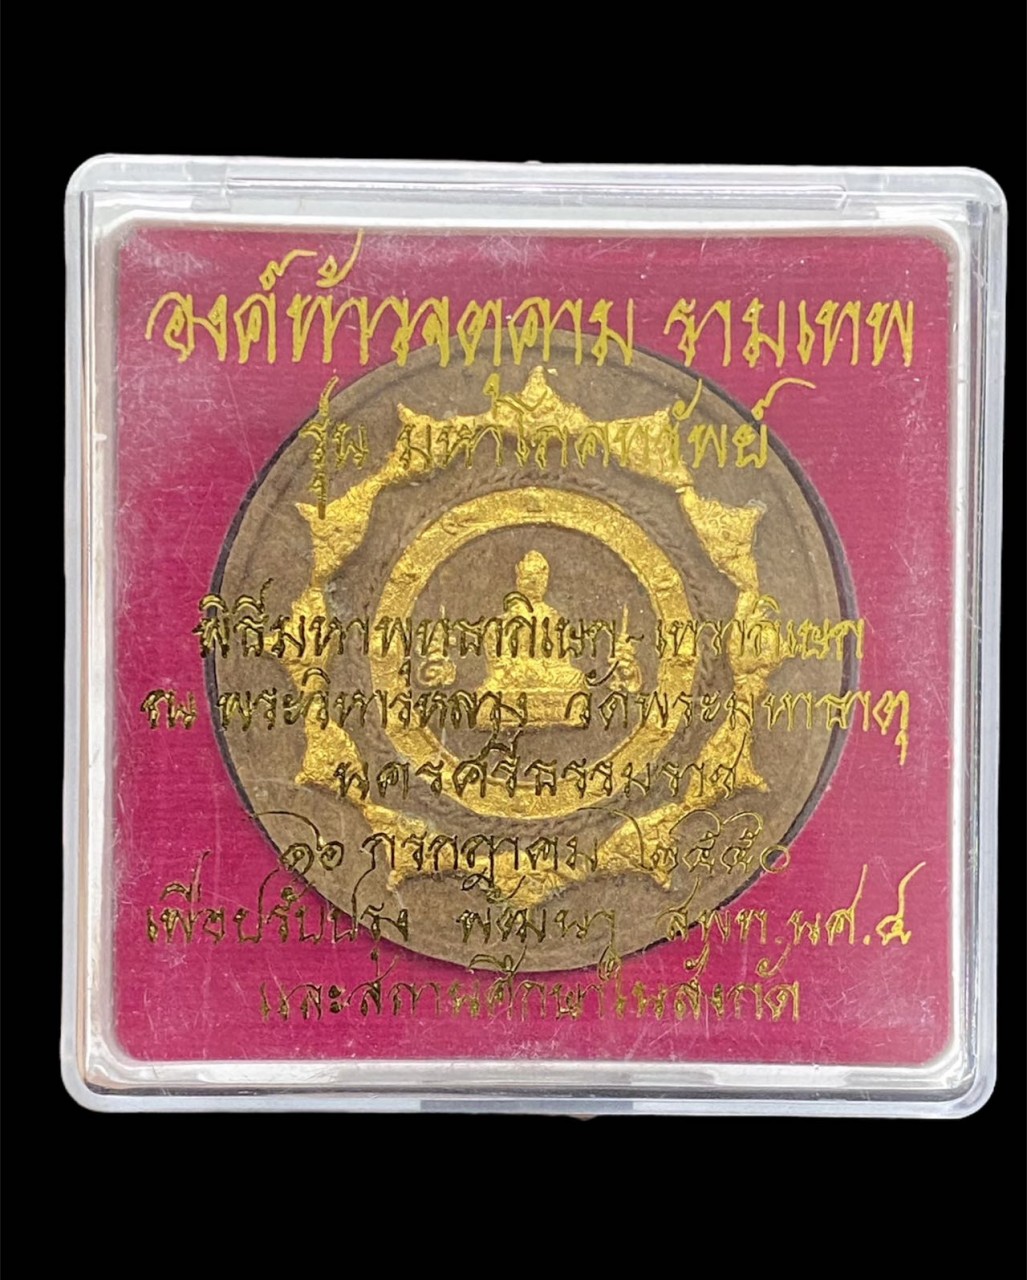 องค์ท้าวจตุคาม รามเทพ
รุ่น มหาโภคทรัพย์
พิธีมหาพุทธาภิเษก - เทวาภิเษก
ณ พระวิหารหลวง วัดพระมหาธาตุ
นครศรีธรรมราช
๑๐ กรกฎาคม ๒๕๕๐
เพื่อปรับปรุง พัฒนา สพท.นศ.๔
และสถานศึกษาในสังกัด